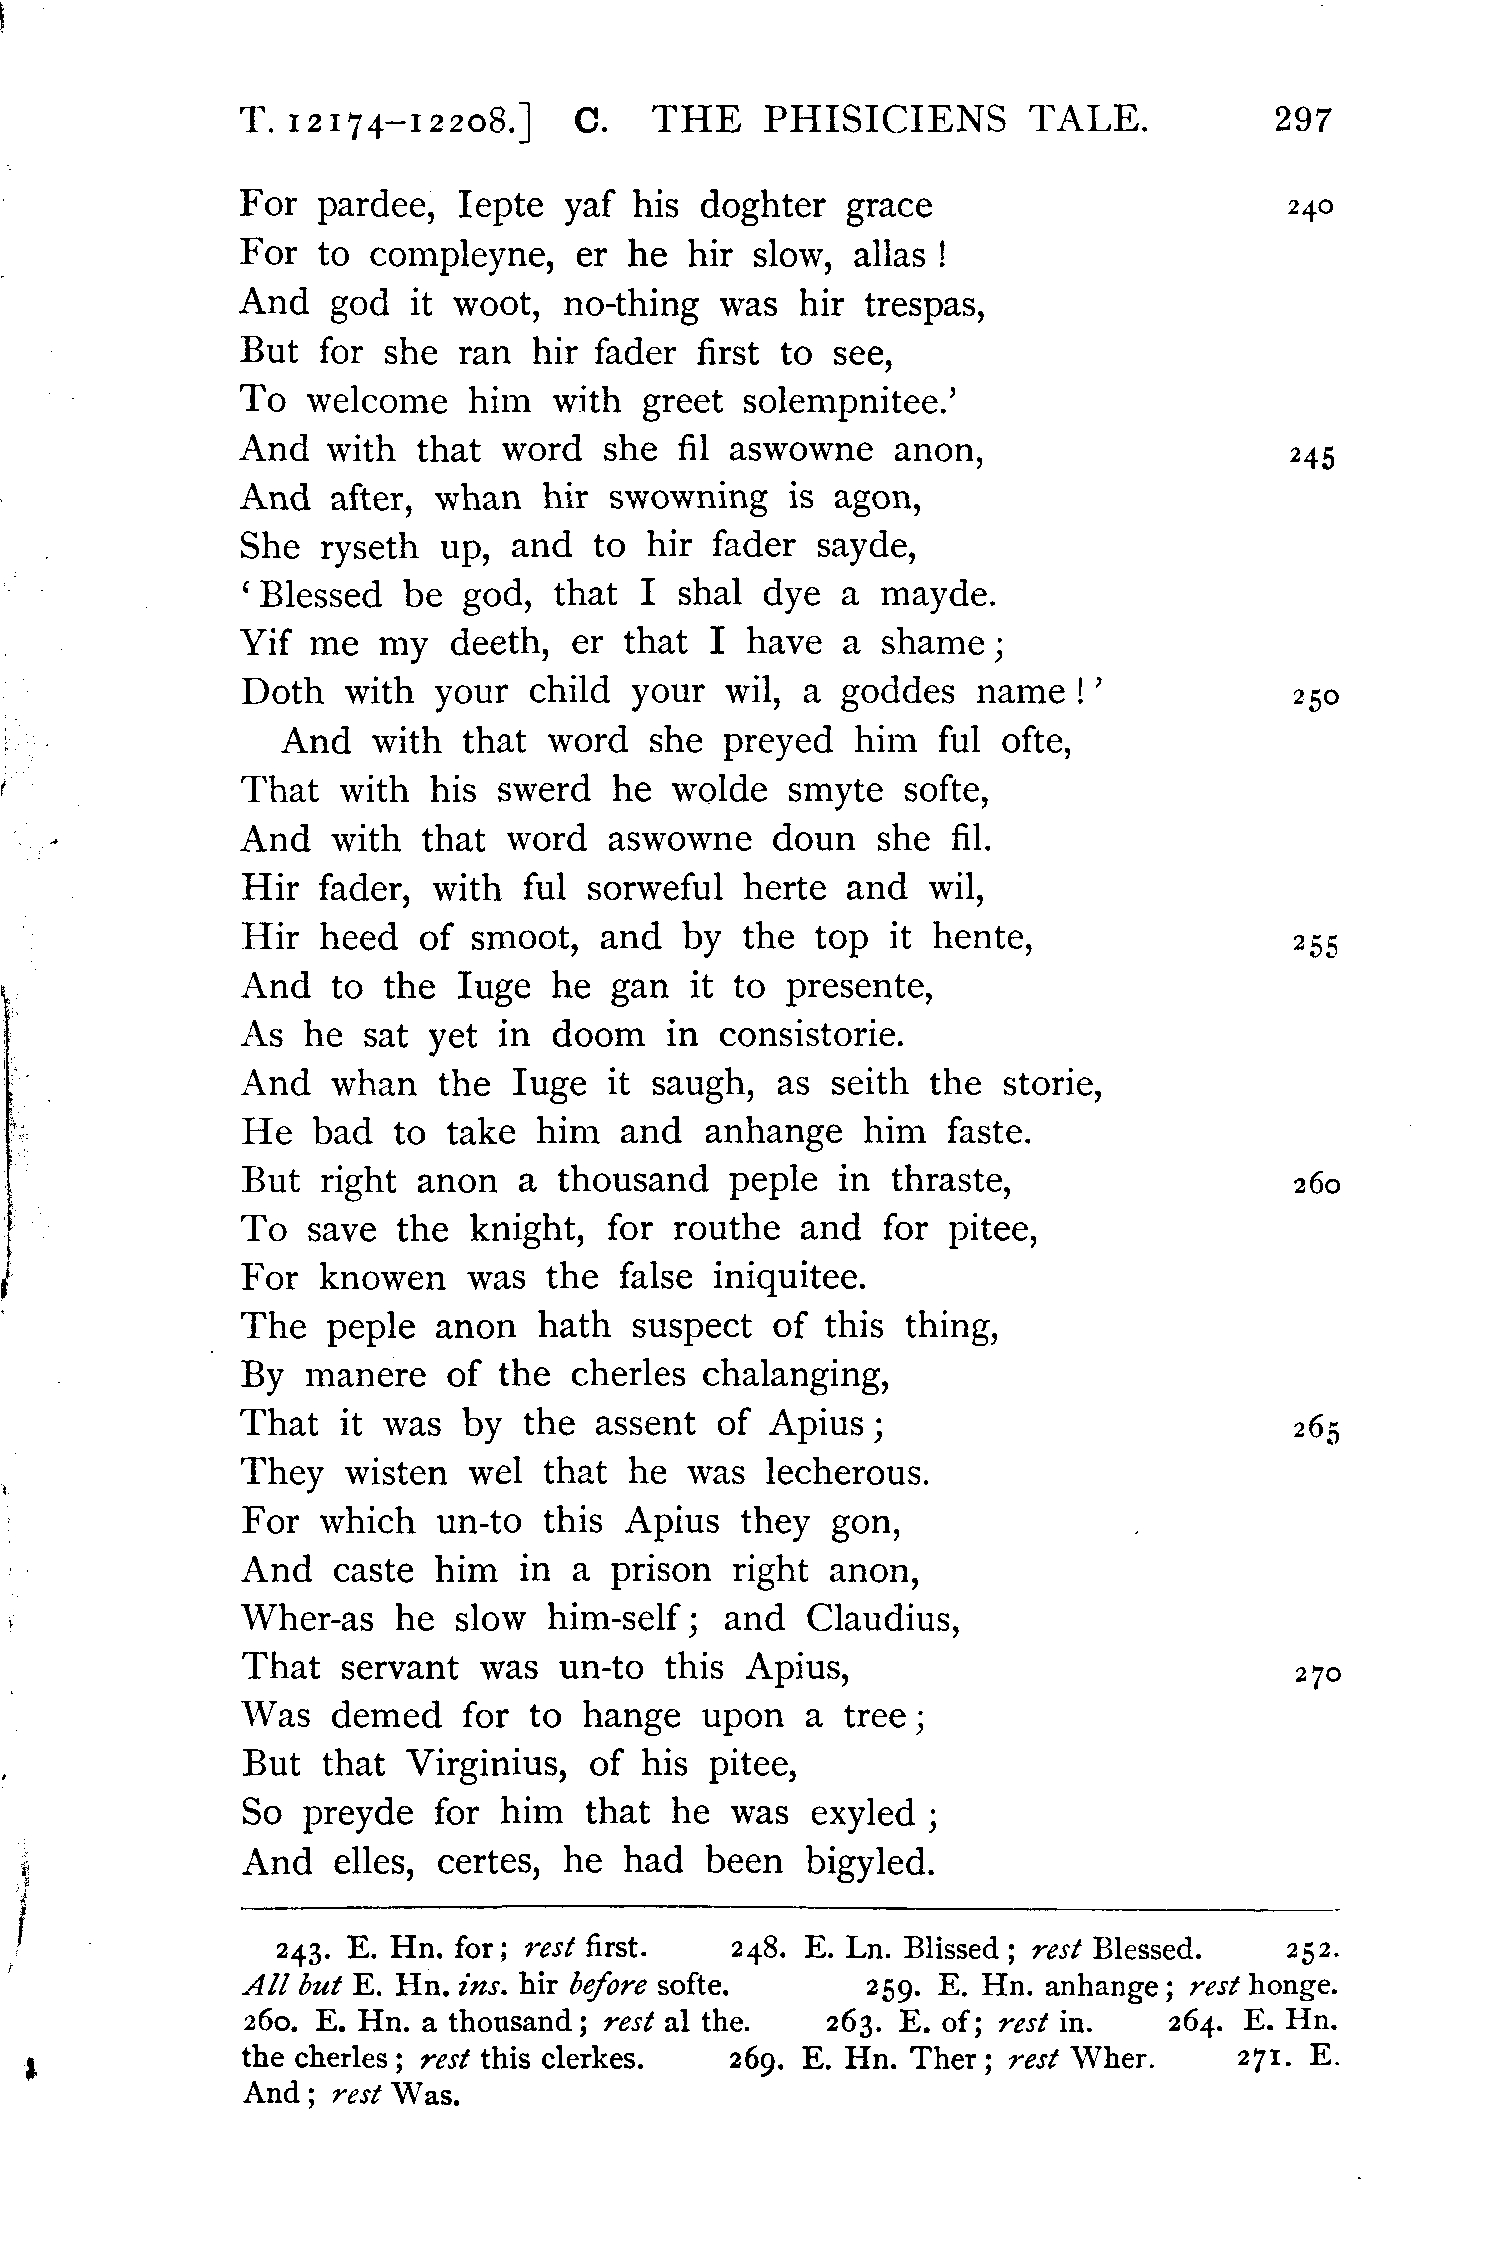 T. 12174–12208.] C. THE PHISICIENS TALE. 297
For pardee, Iepte yaf his doghter grace 240
For to compleyne, er he hir slow, allas !
And god it woot, no-thing was hir trespas,
But for she ran hir fader first to see,
To welcome him with greet solempnitee.’
And with that word she fil aswowne anon, 245
And after, whan hir swowning is agon,
She ryseth up, and to hir fader sayde,
‘ Blessed be god, that I shal dye a mayde.
Yif me my deeth, er that I have a shame ;
Doth with your child your wil, a goddes name ! ’ 250
And with that word she preyed him ful ofte,
That with his swerd he wolde smyte softe,
And with that word aswowne doun she fil.
Hir fader, with ful sorweful herte and wil,
Hir heed of smoot, and by the top it hente, 255
And to the Iuge he gan it to presente,
As he sat yet in doom in consistorie.
And whan the Iuge it saugh, as seith the storie,
He bad to take him and anhange him faste.
But right anon a thousand peple in thraste, 260
To save the knight, for routhe and for pitee,
For knowen was the false iniquitee.
The peple anon hath suspect of this thing,
By manere of the cherles chalanging,
That it was by the assent of Apius ; 265
They wisten wel that he was lecherous.
For which un-to this Apius they gon,
And caste him in a prison right anon,
Wher-as he slow him-self ; and Claudius,
That servant was un-to this Apius, 270
Was demed for to hange upon a tree ;
But that Virginius, of his pitee,
So preyde for him that he was exyled ;
And elles, certes, he had been bigyled.
243. E. Hn. for ; rest first. 248. E. Ln. Blissed ; rest Blessed. 252.
All but E. Hn. ins. hir before softe. 259. E. Hn. anhange ; rest honge.
260. E. Hn. a thousand ; rest al the. 263. E. of ; rest in. 264. E. Hn.
the cherles ; rest this clerkes. 269. E. Hn. Ther ; rest Wher. 271. E.
And ; rest Was.